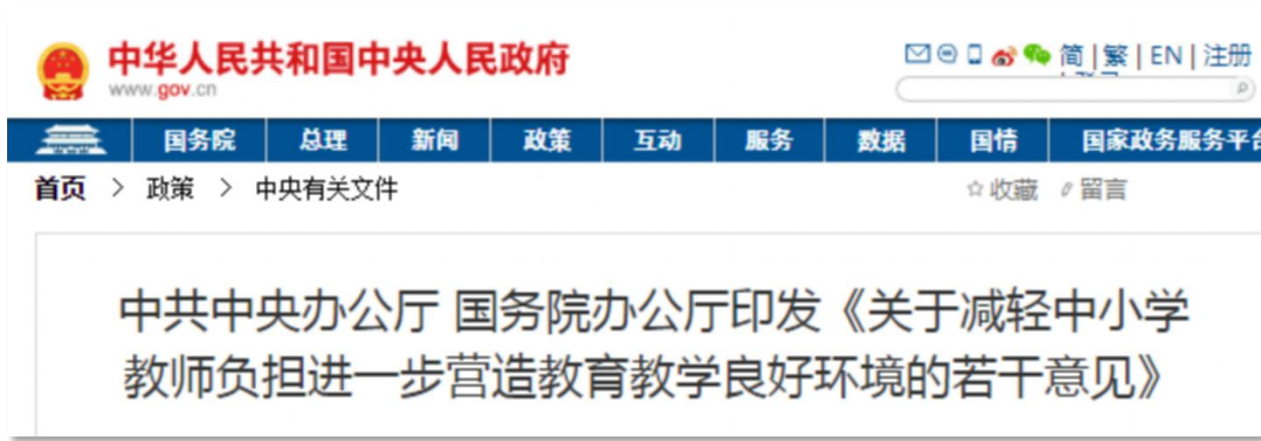 中华人民共和国中央人民政府
www.gov.cn
简 | 繁 | EN | 注册
国务院 总理 新闻 政策 互动 服务 数据 国情 国家政务服务平台
首页 > 政策 > 中央有关文件
收藏 留言
中共中央办公厅 国务院办公厅印发《关于减轻中小学
教师负担进一步营造教育教学良好环境的若干意见》